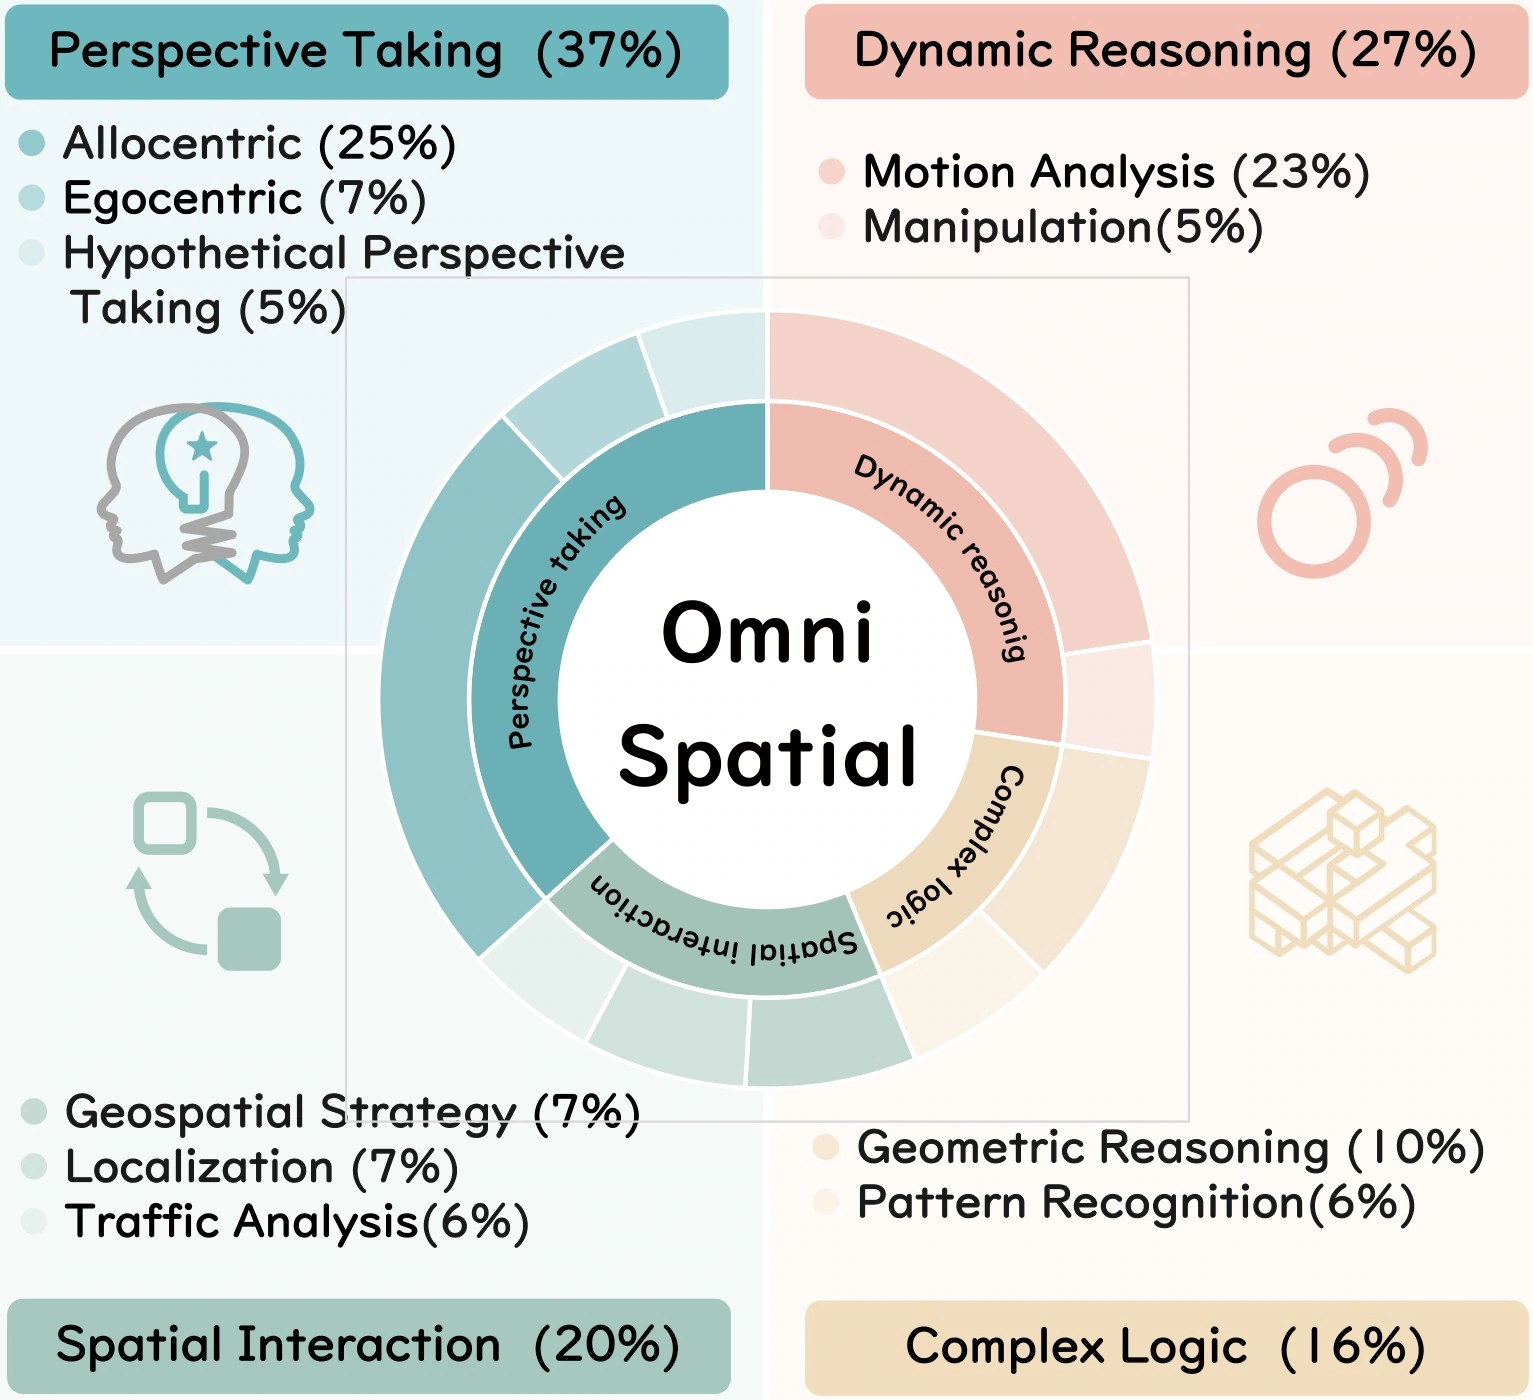 Perspective Taking (37%)
Allocentric (25%)
Egocentric (7%)
Hypothetical Perspective
Taking (5%)
Dynamic Reasoning (27%)
Motion Analysis (23%)
Manipulation(5%)
Perspective taking
Dynamic reasonig
Omni
Spatial
Spatial interaction
Complex logic
Geospatial Strategy (7%)
Localization (7%)
Traffic Analysis(6%)
Spatial Interaction (20%)
Geometric Reasoning (10%)
Pattern Recognition(6%)
Complex Logic (16%)